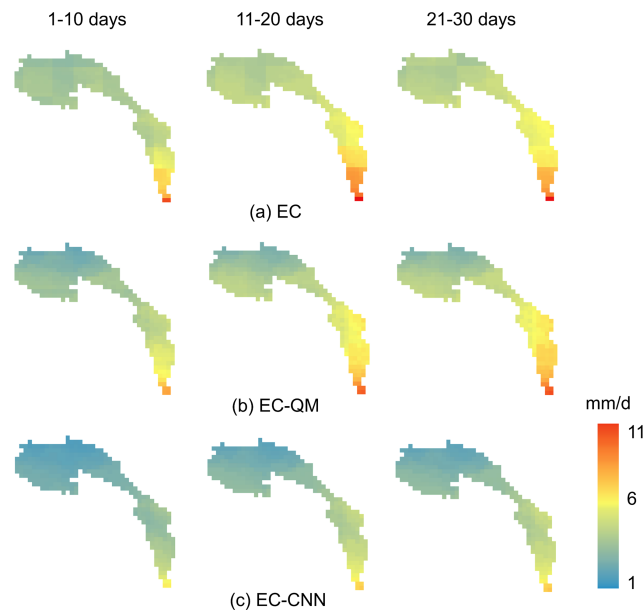 1-10 days 11-20 days 21-30 days
(a) EC
(b) EC-QM
mm/d
11
6
1
(c) EC-CNN